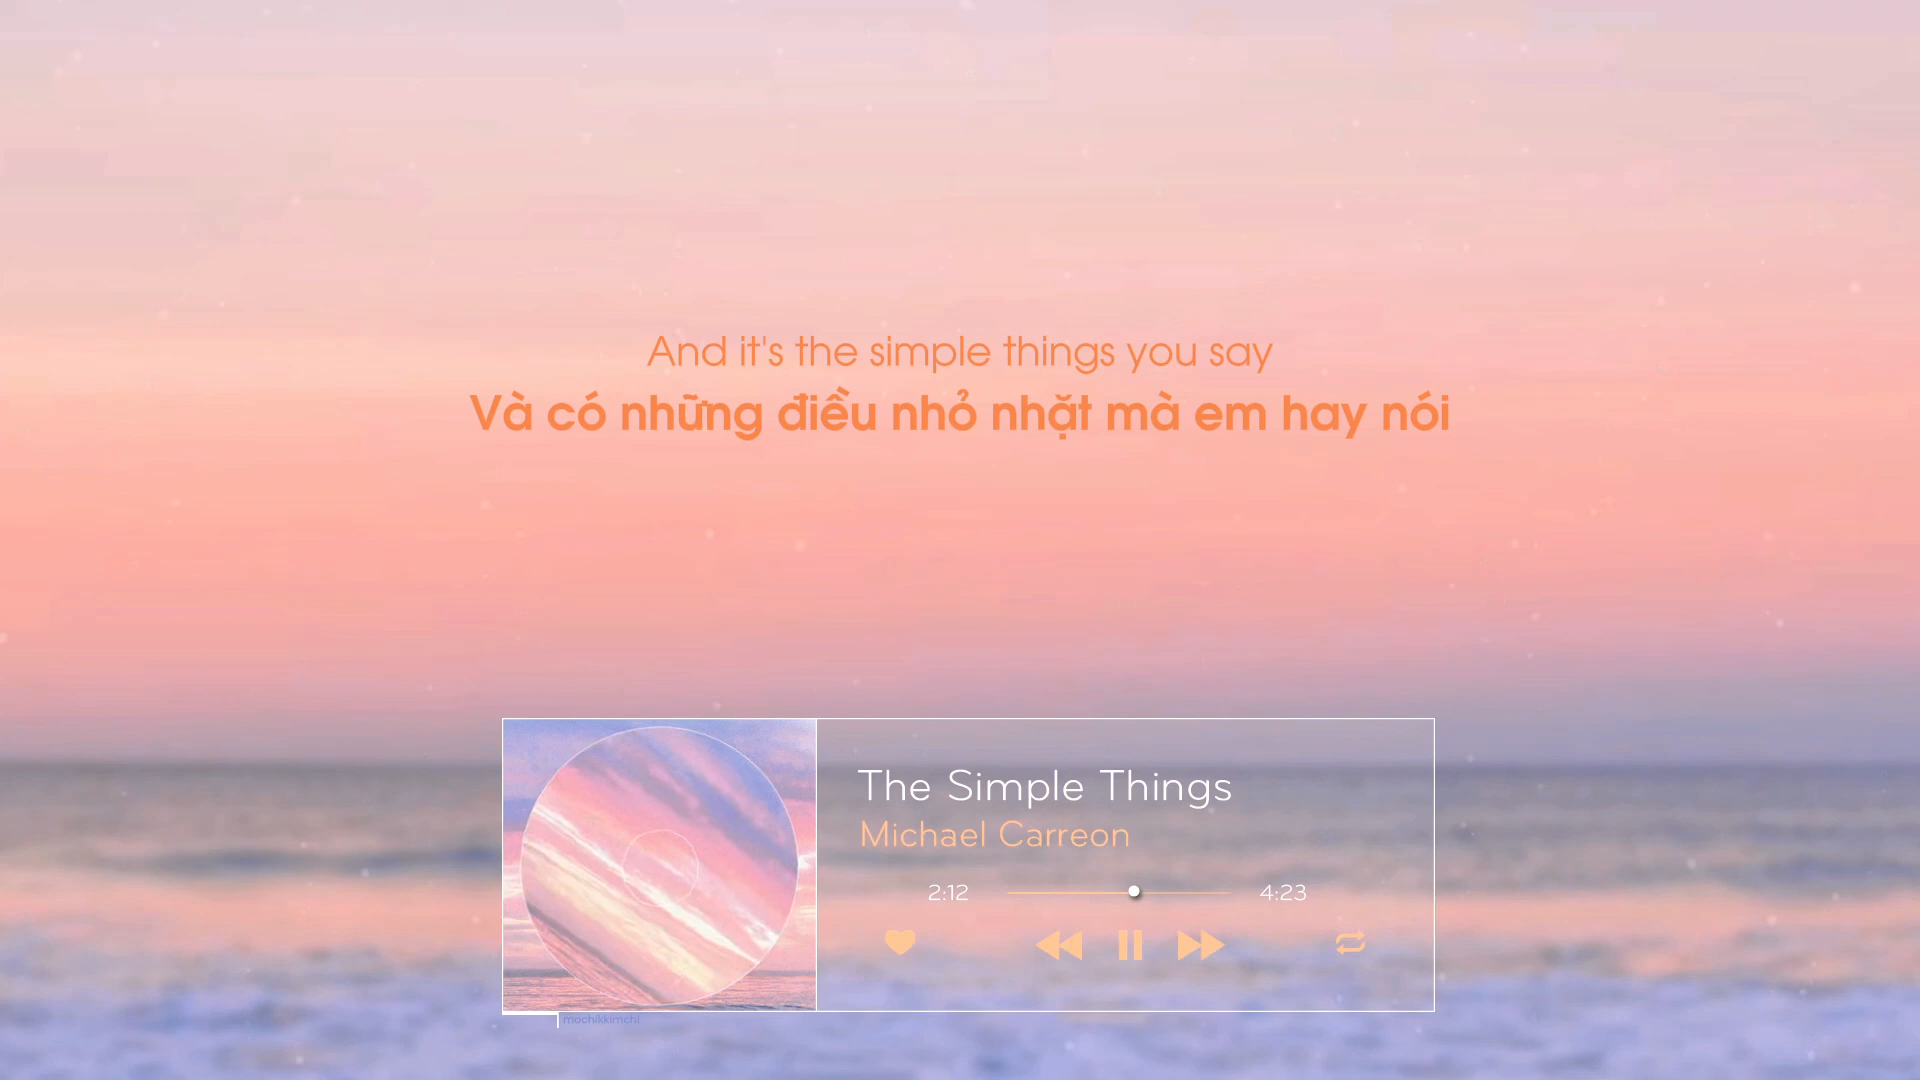 And it's the simple things you say
Và có những điều nhỏ nhặt mà em hay nói
The Simple Things
Michael Carreon
2:12 4:23
mochikkimchi